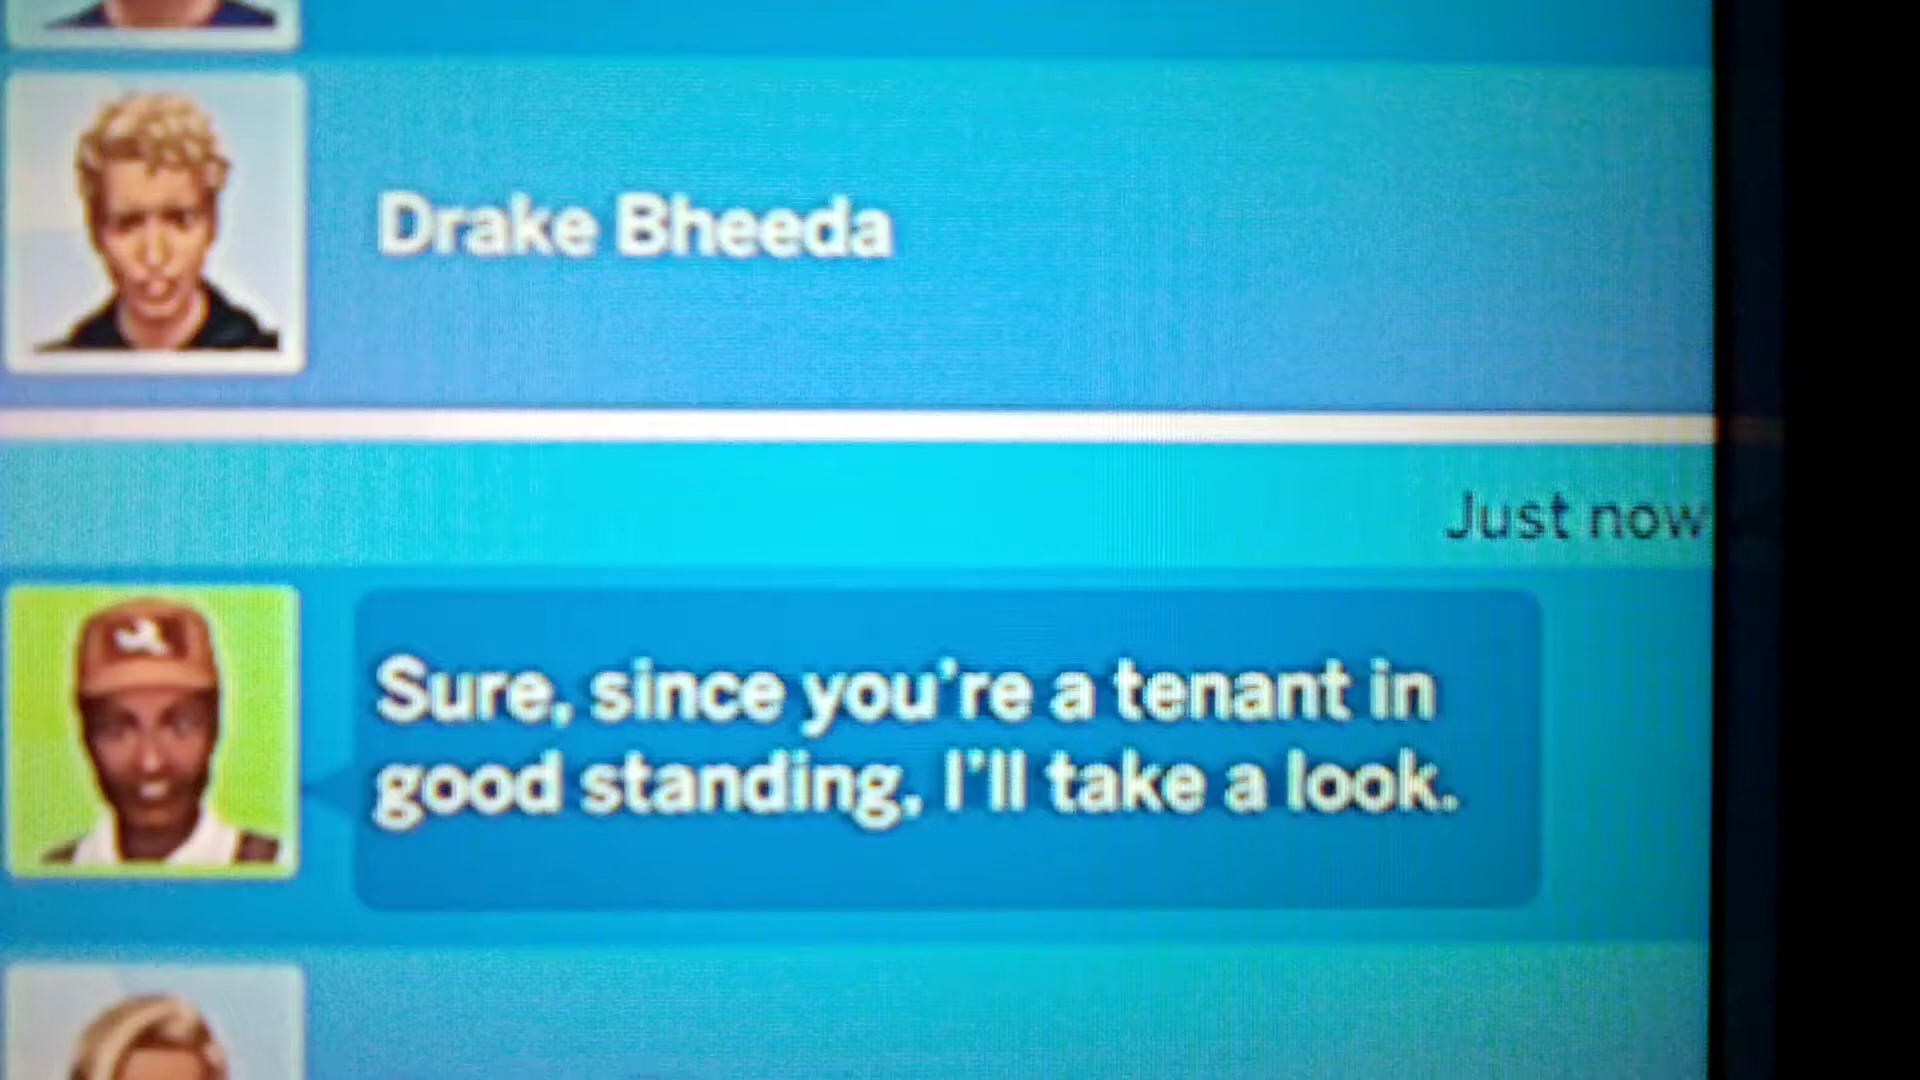 Drake Bheeda
Just now
Sure, since you're a tenant in
good standing, I'll take a look.